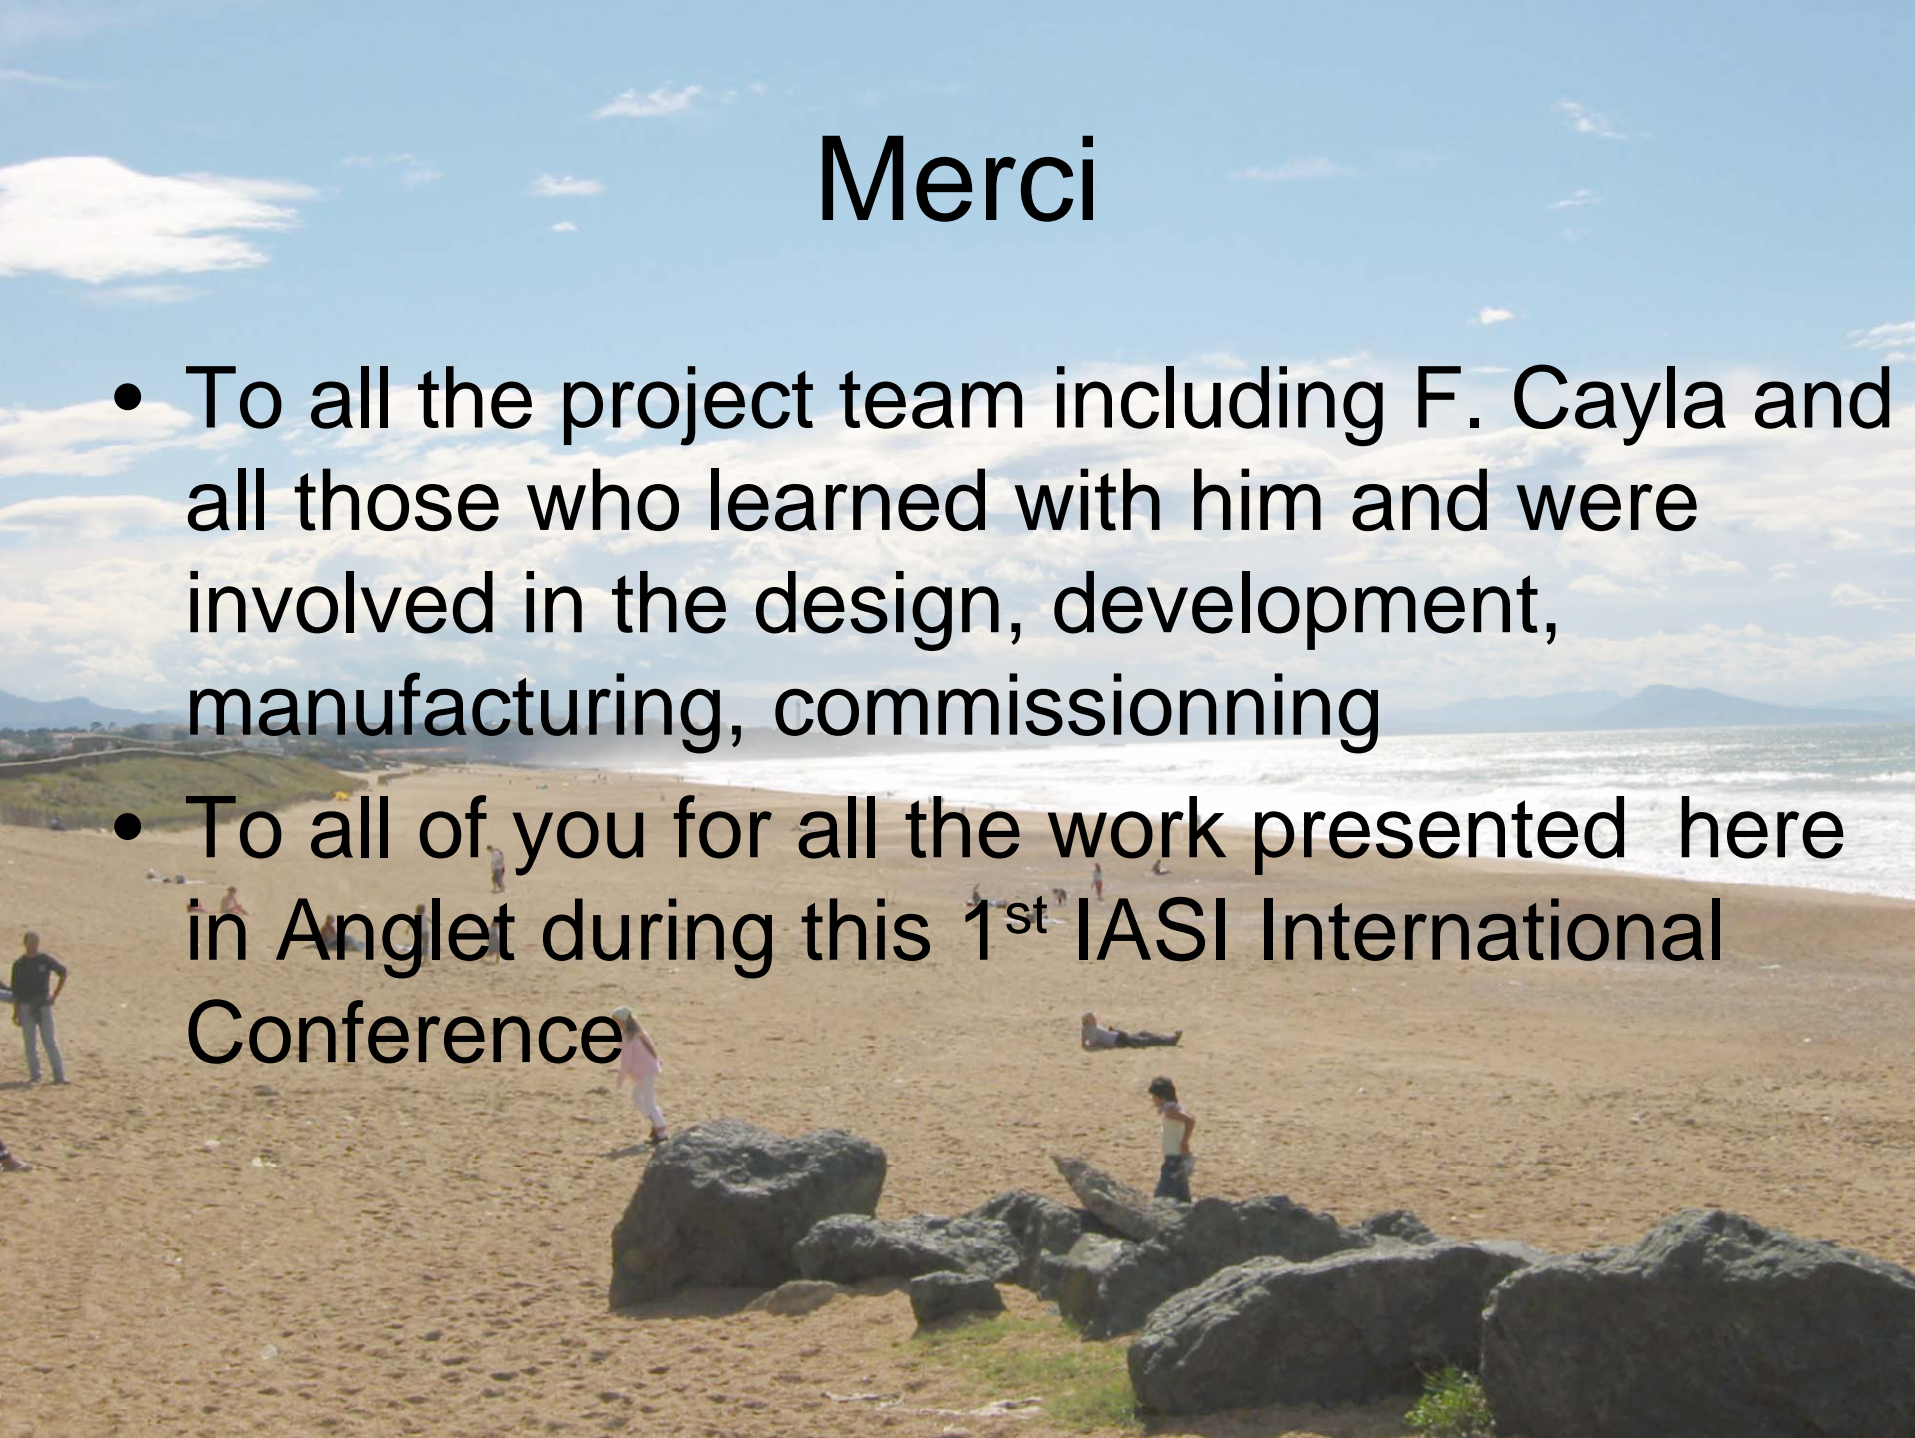 Merci
• To all the project team including F. Cayla and
all those who learned with him and were
involved in the design, development,
manufacturing, commissionning
• To all of you for all the work presented  here
in Anglet during this 1st IASI International
Conference